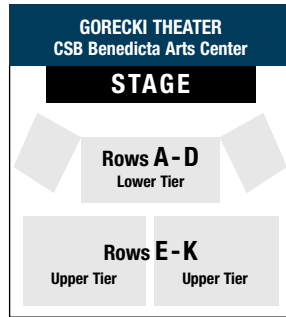 GORECKI THEATER
CSB Benedicta Arts Center
STAGE
Rows A-D
Lower Tier
Rows E-K
Upper Tier Upper Tier